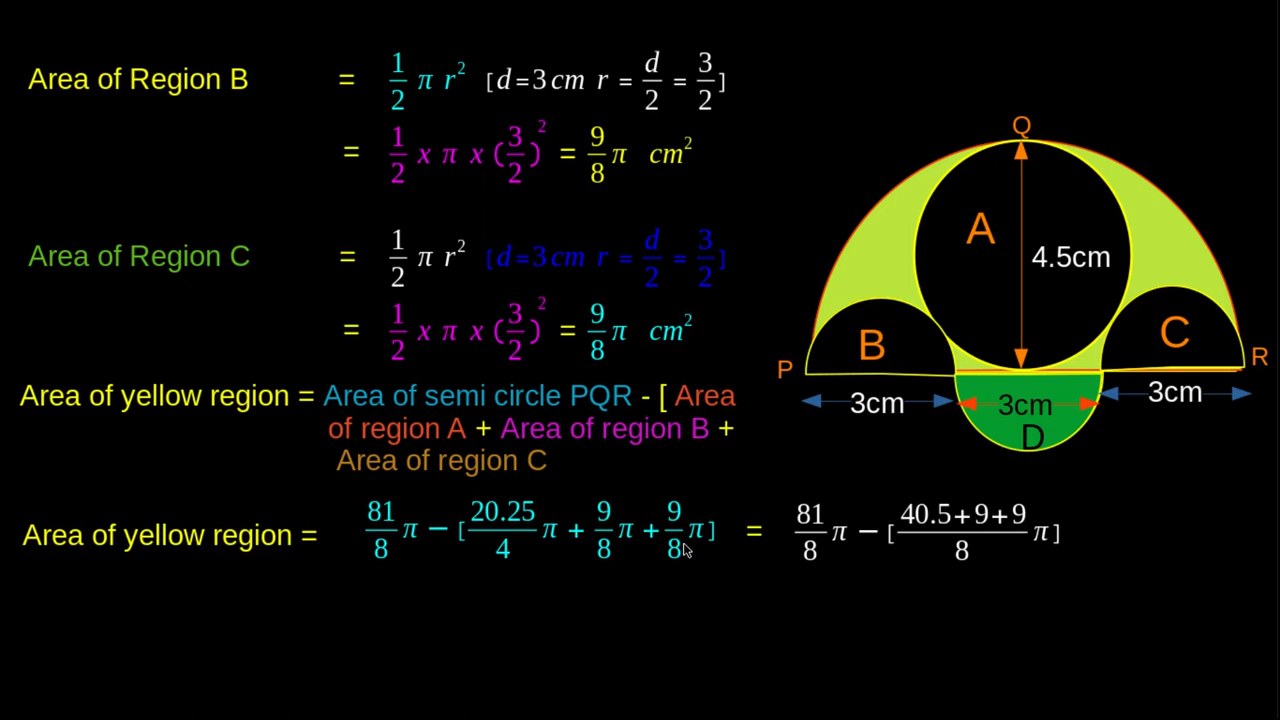 Area of Region B = 1/2 π r² [d=3cm r = d/2 = 3/2]
= 1/2 x π x (3/2)² = 9/8 π cm²
Area of Region C = 1/2 π r² [d=3cm r = d/2 = 3/2]
= 1/2 x π x (3/2)² = 9/8 π cm²
Area of yellow region = Area of semi circle PQR - [ Area
of region A + Area of region B +
Area of region C
Area of yellow region = 81/8 π − [20.25/4 π + 9/8 π + 9/8 π] = 81/8 π − [40.5+9+9/8 π]
Q
A
4.5cm
B
C
P
R
3cm
3cm
3cm
D